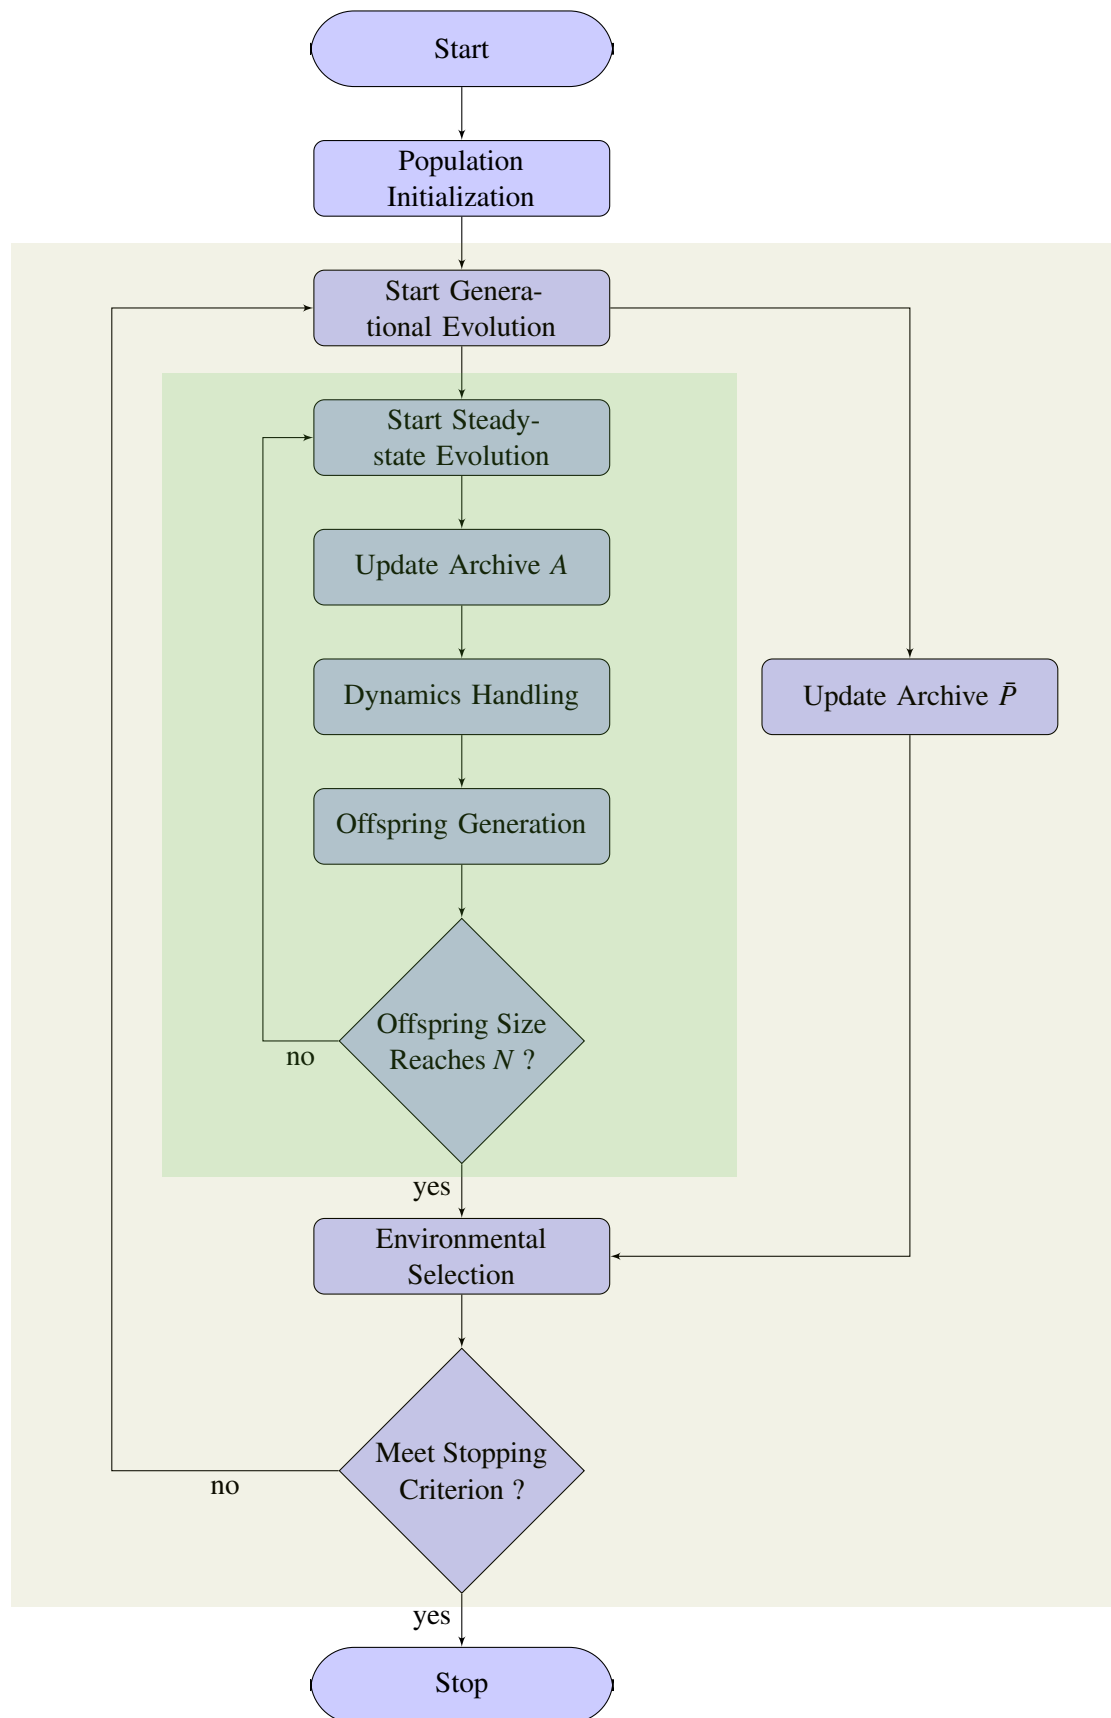 Start
Population
Initialization
Start Genera-
tional Evolution
Start Steady-
state Evolution
Update Archive A
Dynamics Handling
Update Archive P̄
Offspring Generation
Offspring Size
Reaches N ?
no
yes
Environmental
Selection
Meet Stopping
Criterion ?
no
yes
Stop